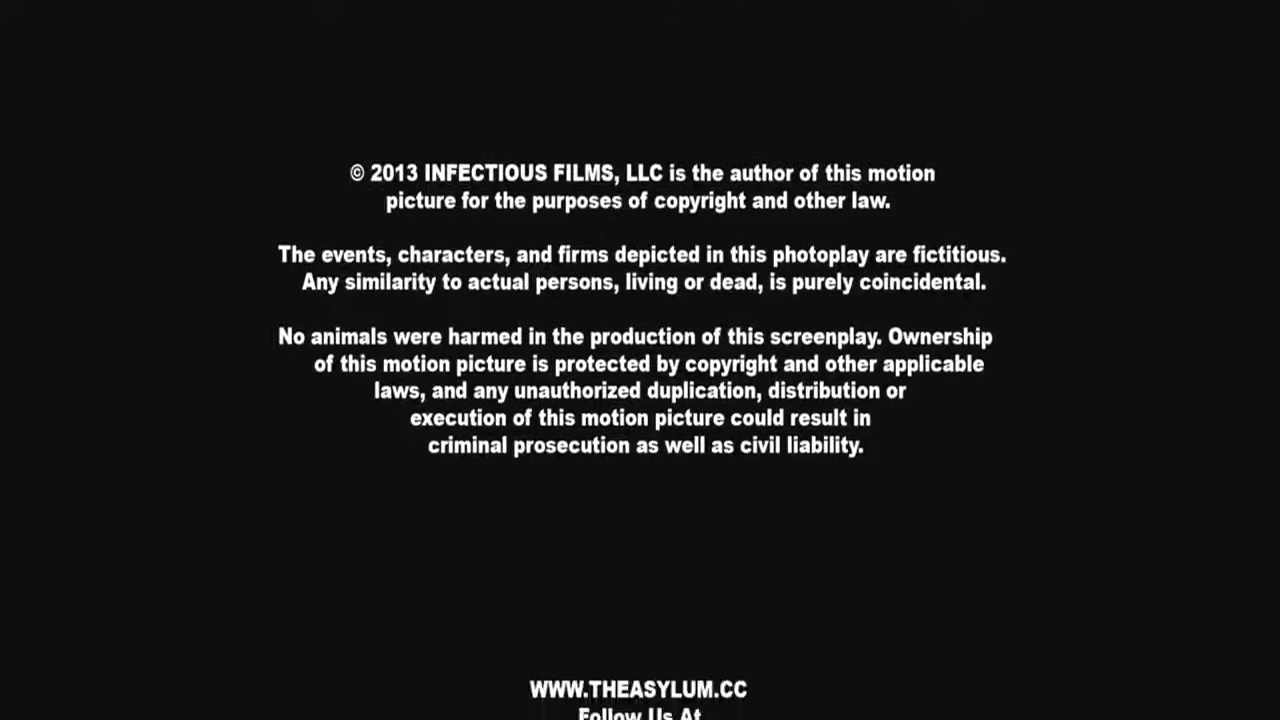 © 2013 INFECTIOUS FILMS, LLC is the author of this motion
picture for the purposes of copyright and other law.
The events, characters, and firms depicted in this photoplay are fictitious.
Any similarity to actual persons, living or dead, is purely coincidental.
No animals were harmed in the production of this screenplay. Ownership
of this motion picture is protected by copyright and other applicable
laws, and any unauthorized duplication, distribution or
execution of this motion picture could result in
criminal prosecution as well as civil liability.
WWW.THEASYLUM.CC
Follow Us At